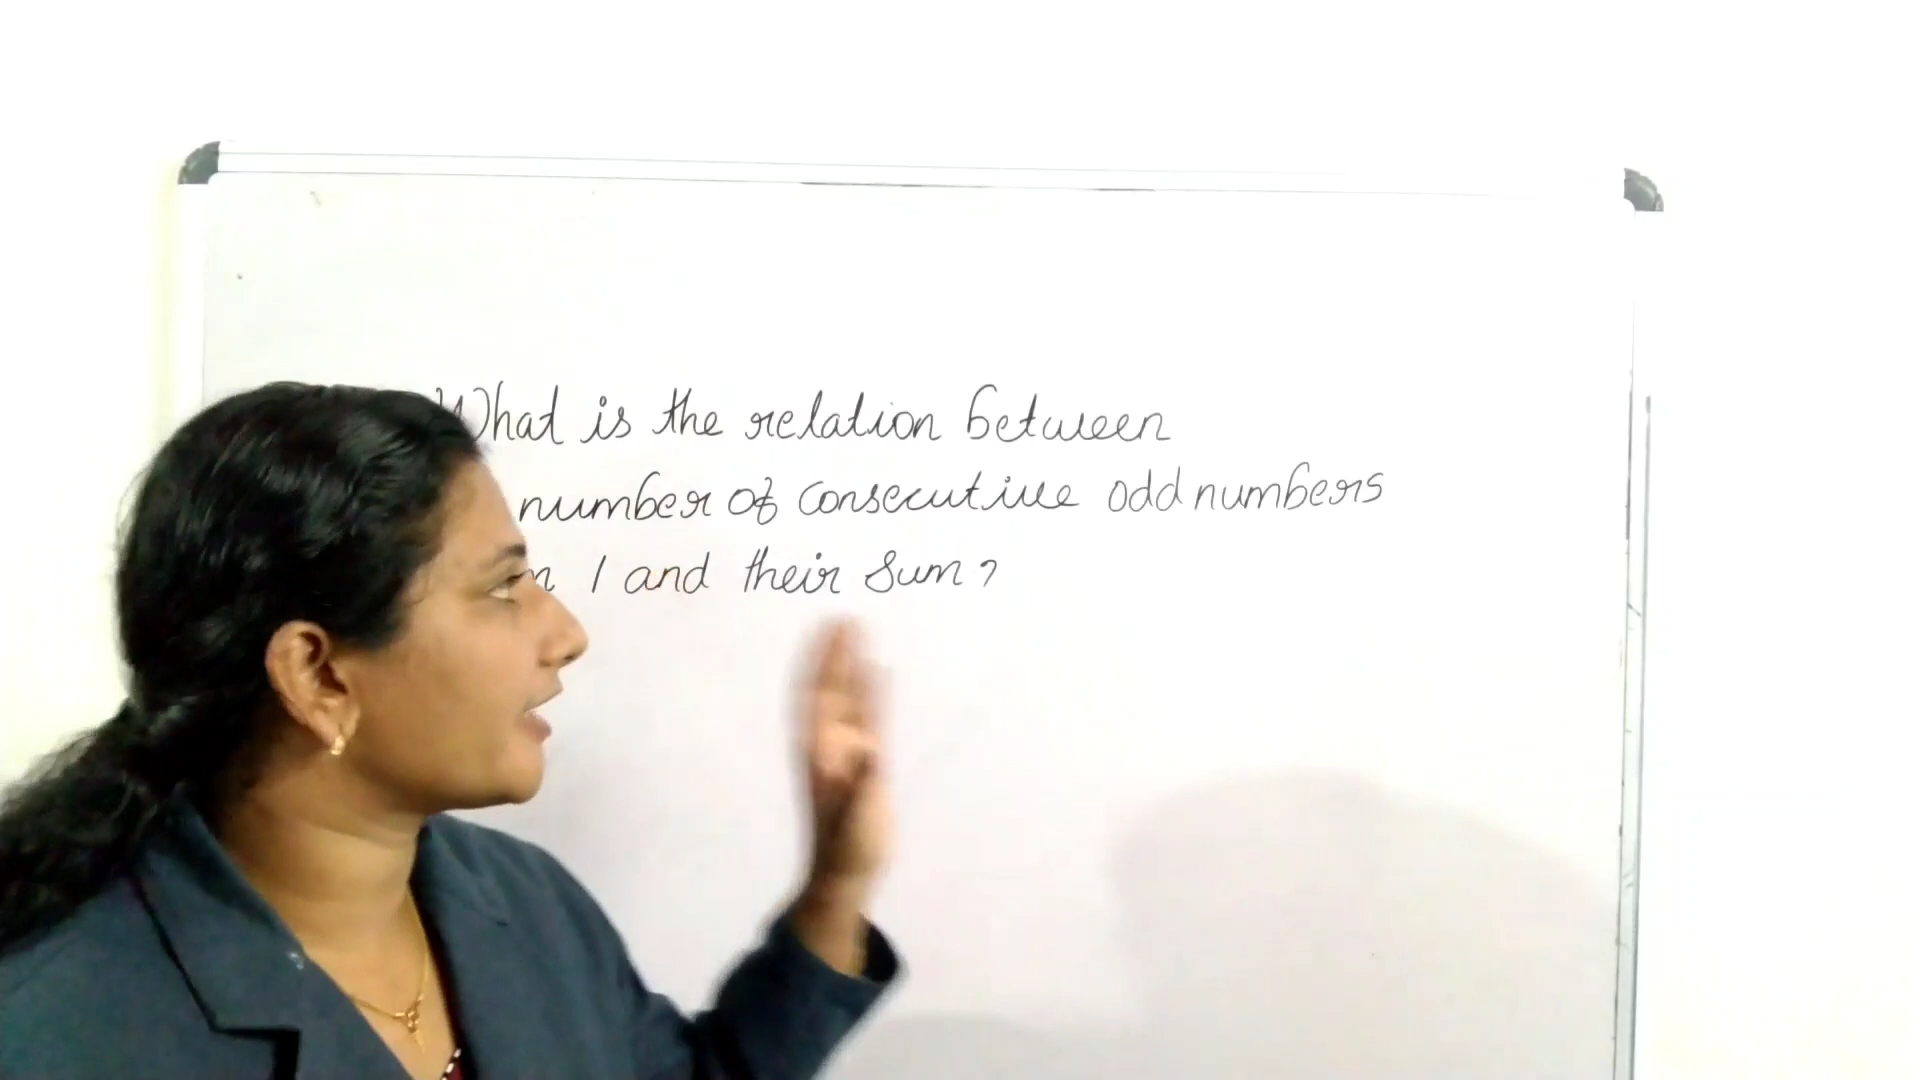 What is the relation between
number of consecutive odd numbers
1 and their sum?